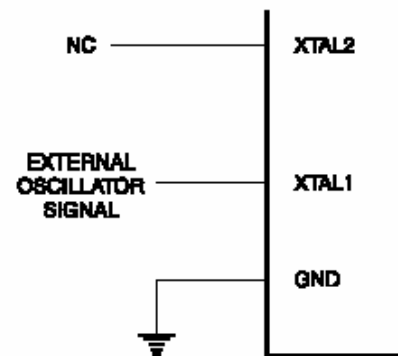 NC
XTAL2
EXTERNAL
OSCILLATOR
SIGNAL
XTAL1
GND